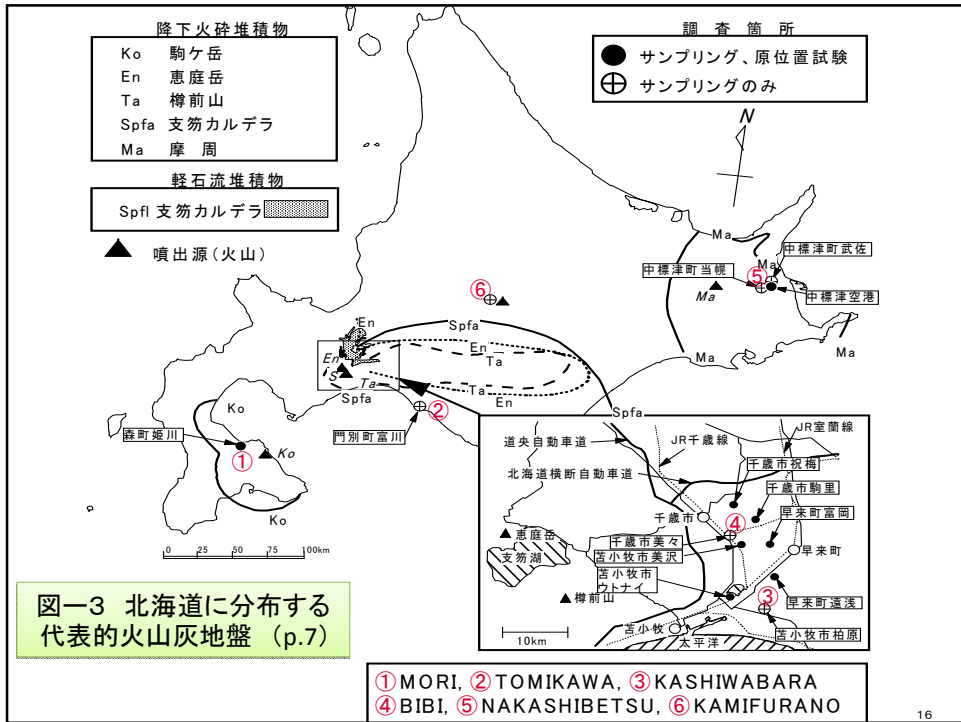 降下火砕堆積物
Ko 駒ケ岳
En 恵庭岳
Ta 樽前山
Spfa 支笏カルデラ
Ma 摩 周
軽石流堆積物
Spfl 支笏カルデラ
噴出源(火山)
調 査 箇 所
サンプリング、原位置試験
サンプリングのみ
N
Ma
Ma
中標津町武佐
中標津町当幌
⑤
Ma
中標津空港
Ma
Ma
⑥
En
Spfa
En
Ta
En
S
Ta
Spfa
Ta
En
Spfa
②
門別町富川
Ko
森町姫川
①
Ko
Ko
0 25 50 75 100km
道央自動車道
JR千歳線
JR室蘭線
北海道横断自動車道
千歳市祝梅
千歳市駒里
早来町富岡
千歳市
④
恵庭岳
千歳市美々
支笏湖
苫小牧市美沢
早来町
苫小牧市
ウトナイ
樽前山
早来町遠浅
③
苫小牧市柏原
苫小牧
太平洋
10km
図ー3 北海道に分布する
代表的火山灰地盤 (p.7)
①MORI, ②TOMIKAWA, ③KASHIWABARA
④BIBI, ⑤NAKASHIBETSU, ⑥KAMIFURANO
16